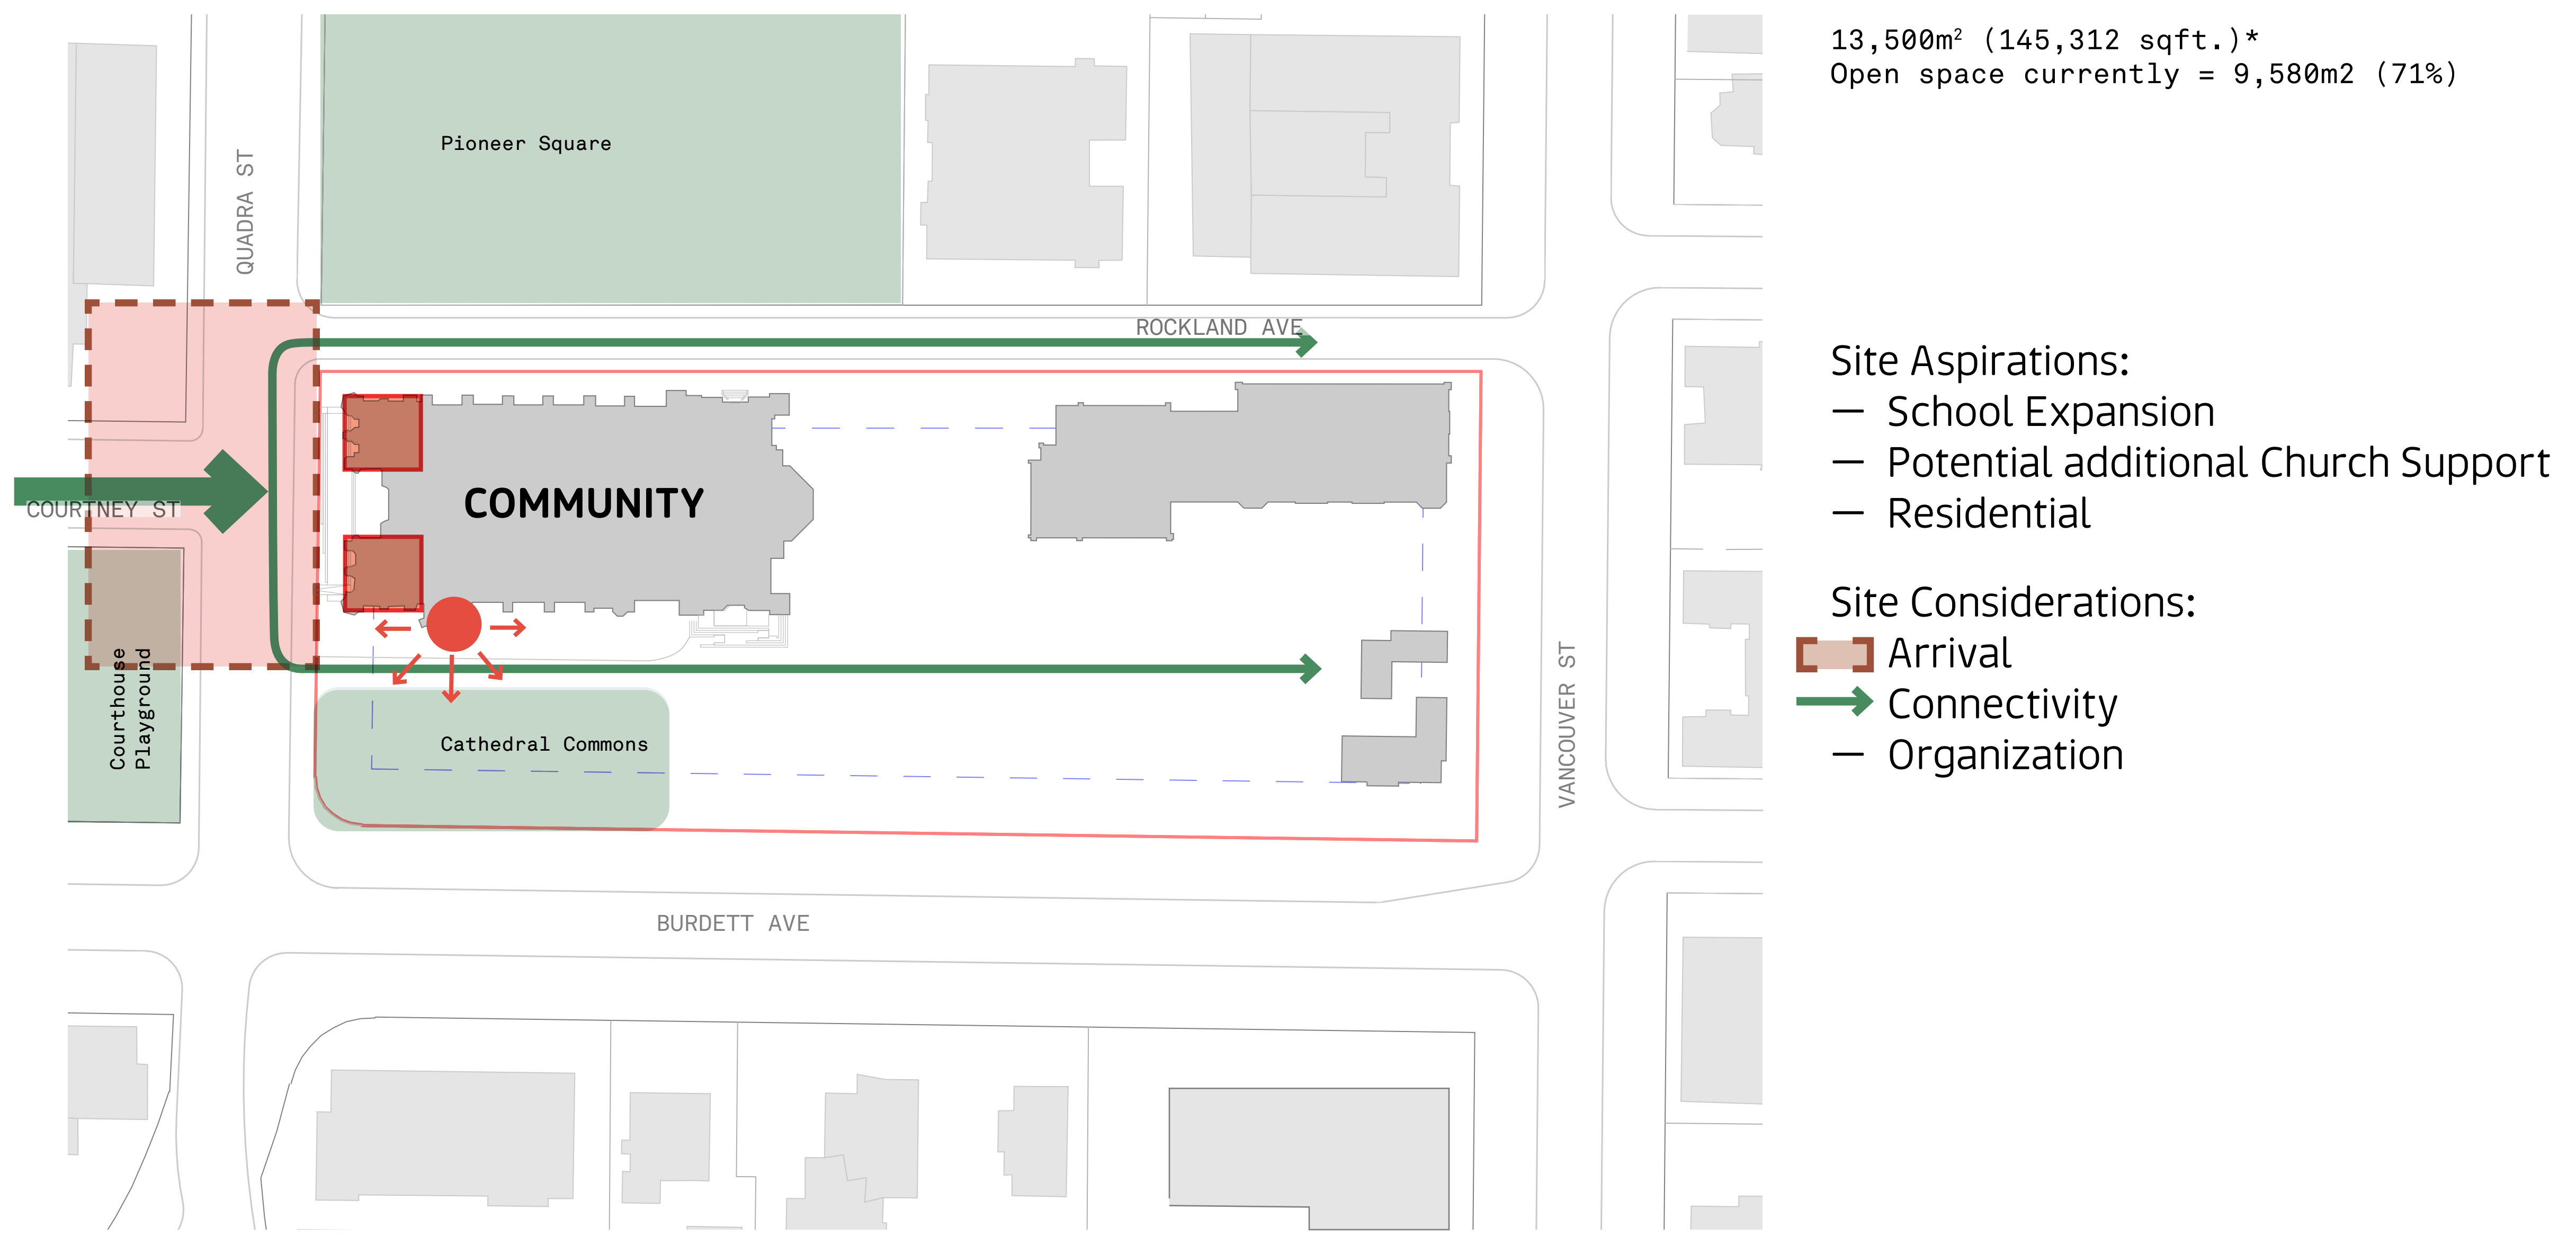 13,500m² (145,312 sqft.)*
Open space currently = 9,580m2 (71%)
Pioneer Square
QUADRA ST
ROCKLAND AVE
COURTNEY ST
COMMUNITY
Courthouse
Playground
Cathedral Commons
VANCOUVER ST
BURDETT AVE
Site Aspirations:
— School Expansion
— Potential additional Church Support
— Residential
Site Considerations:
Arrival
Connectivity
— Organization